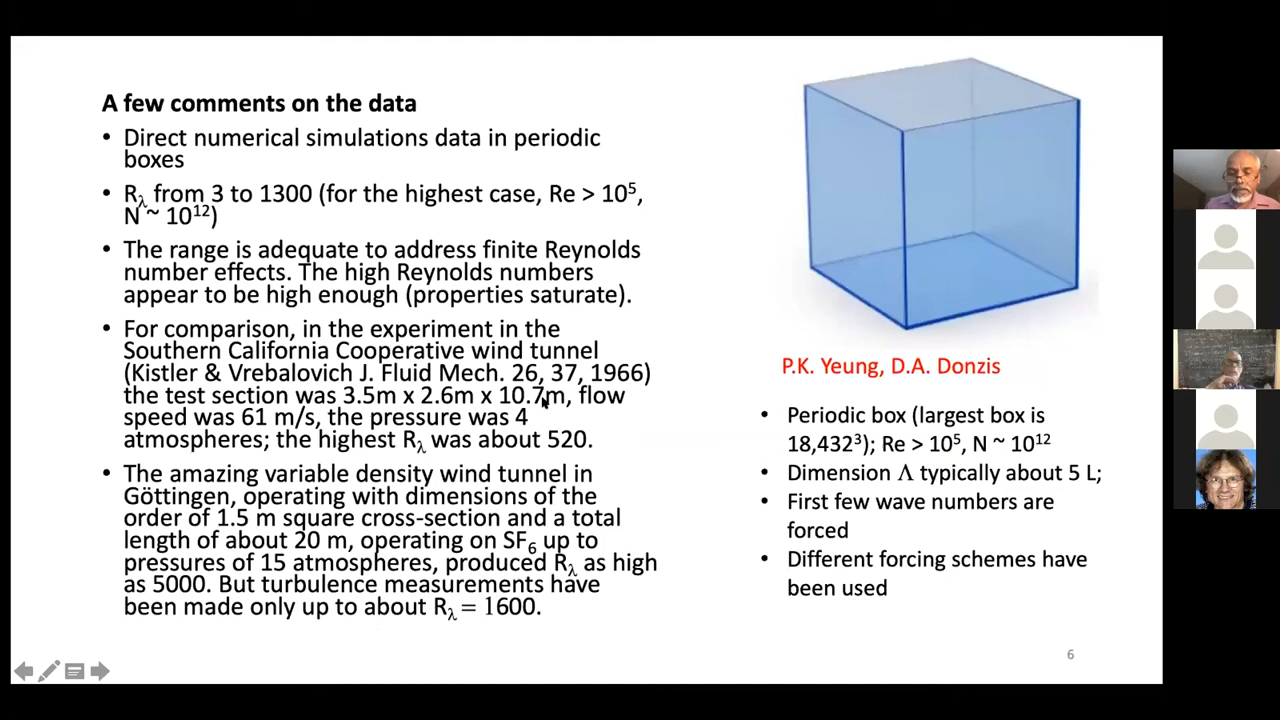 A few comments on the data
• Direct numerical simulations data in periodic
boxes
• Rλ from 3 to 1300 (for the highest case, Re > 10⁵,
N ~ 10¹²)
• The range is adequate to address finite Reynolds
number effects. The high Reynolds numbers
appear to be high enough (properties saturate).
• For comparison, in the experiment in the
Southern California Cooperative wind tunnel
(Kistler & Vrebalovich J. Fluid Mech. 26, 37, 1966)
the test section was 3.5m x 2.6m x 10.7m, flow
speed was 61 m/s, the pressure was 4
atmospheres; the highest Rλ was about 520.
• The amazing variable density wind tunnel in
Göttingen, operating with dimensions of the
order of 1.5 m square cross-section and a total
length of about 20 m, operating on SF₆ up to
pressures of 15 atmospheres, produced Rλ as high
as 5000. But turbulence measurements have
been made only up to about Rλ = 1600.
P.K. Yeung, D.A. Donzis
• Periodic box (largest box is
18,432³); Re > 10⁵, N ~ 10¹²
• Dimension Λ typically about 5 L;
• First few wave numbers are
forced
• Different forcing schemes have
been used
6